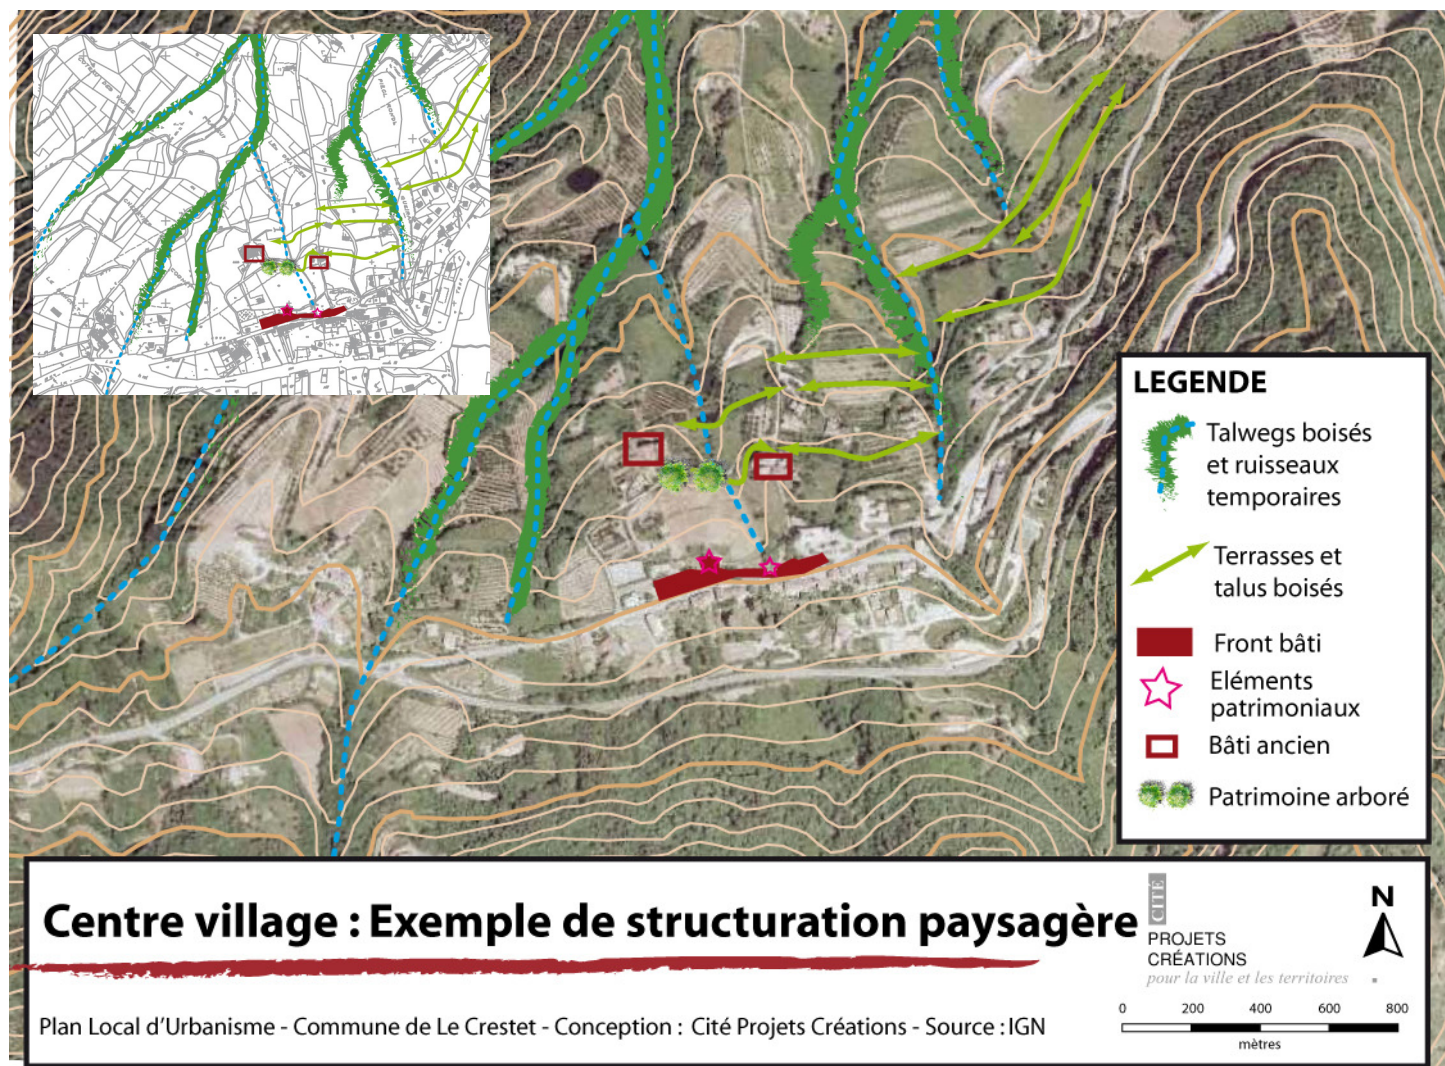 LEGENDE
Talwegs boisés
et ruisseaux
temporaires
Terrasses et
talus boisés
Front bâti
Eléments
patrimoniaux
Bâti ancien
Patrimoine arboré
Centre village : Exemple de structuration paysagère
Plan Local d'Urbanisme - Commune de Le Crestet - Conception : Cité Projets Créations - Source : IGN
CITÉ
PROJETS
CRÉATIONS
pour la ville et les territoires
N
0 200 400 600 800
mètres